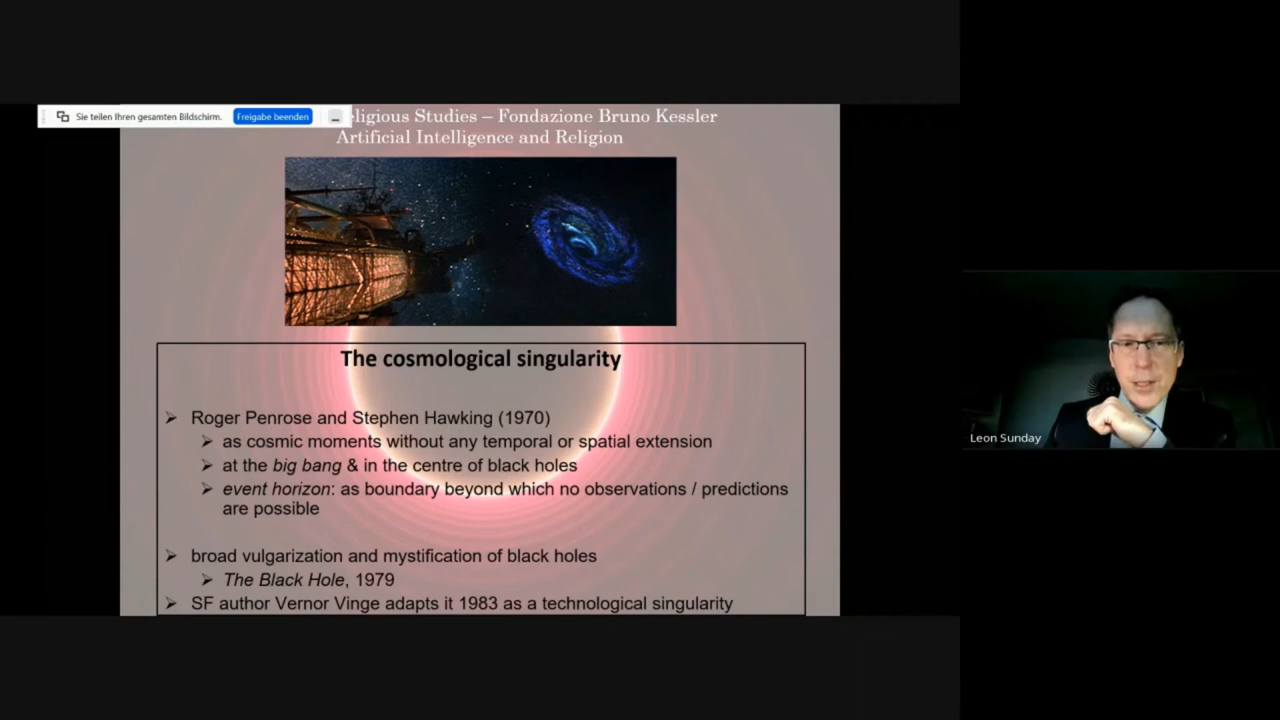 Sie teilen Ihren gesamten Bildschirm. Freigabe beenden
eligious Studies – Fondazione Bruno Kessler
Artificial Intelligence and Religion
The cosmological singularity
➢ Roger Penrose and Stephen Hawking (1970)
➢ as cosmic moments without any temporal or spatial extension
➢ at the big bang & in the centre of black holes
➢ event horizon: as boundary beyond which no observations / predictions
are possible
➢ broad vulgarization and mystification of black holes
➢ The Black Hole, 1979
➢ SF author Vernor Vinge adapts it 1983 as a technological singularity
Leon Sunday